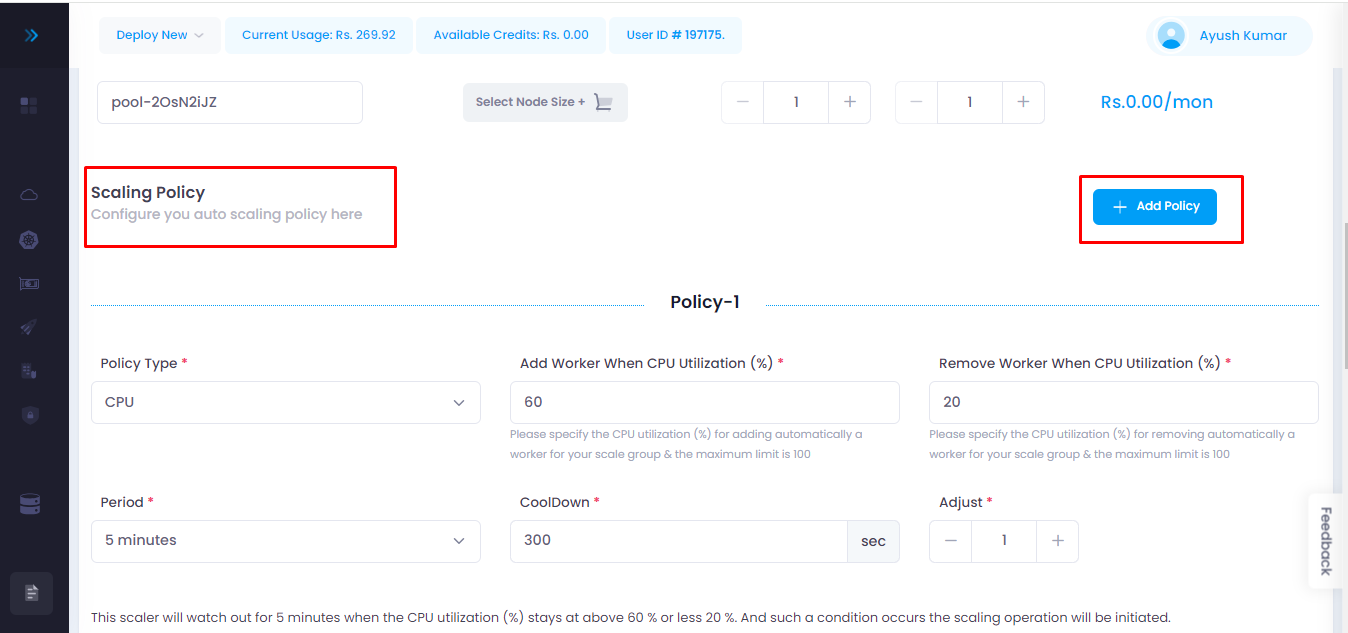 Deploy New
Current Usage: Rs. 269.92
Available Credits: Rs. 0.00
User ID # 197175.
Ayush Kumar
pool-2OsN2iJZ
Select Node Size +
1
1
Rs.0.00/mon
Scaling Policy
Configure you auto scaling policy here
Add Policy
Policy-1
Policy Type *
Add Worker When CPU Utilization (%) *
Remove Worker When CPU Utilization (%) *
CPU
60
20
Please specify the CPU utilization (%) for adding automatically a
worker for your scale group & the maximum limit is 100
Please specify the CPU utilization (%) for removing automatically a
worker for your scale group & the maximum limit is 100
Period *
CoolDown *
Adjust *
5 minutes
300
sec
1
Feedback
This scaler will watch out for 5 minutes when the CPU utilization (%) stays at above 60 % or less 20 %. And such a condition occurs the scaling operation will be initiated.